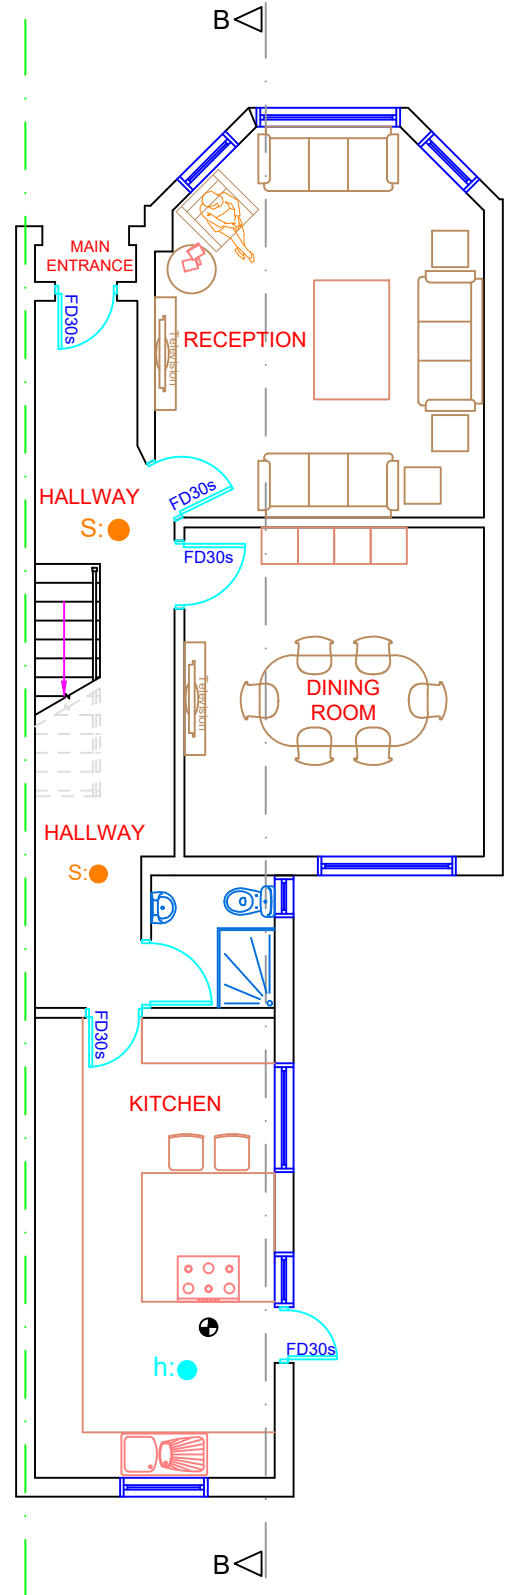 B
MAIN
ENTRANCE
FD30s
RECEPTION
Television
HALLWAY
FD30s
S:
FD30s
DINING
ROOM
Television
HALLWAY
S:
FD30s
KITCHEN
FD30s
h:
B